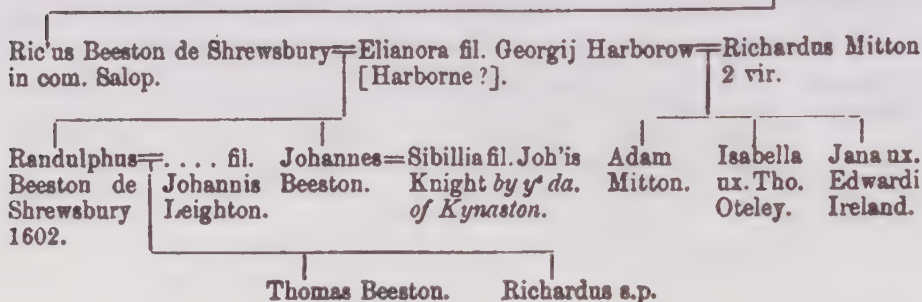 Ric'us Beeston de Shrewsbury = Elianora fil. Georgij Harborow = Richardus Mitton
in com. Salop. [Harborne ?]. 2 vir.
Randulphus = . . . . fil. Johannes = Sibillia fil. Joh'is Adam Isabella Jana ux.
Beeston de Johannis Beeston. Knight by yᵉ da. Mitton. ux. Tho. Edwardi
Shrewsbury Leighton. of Kynaston. Oteley. Ireland.
1602.
Thomas Beeston. Richardus s.p.